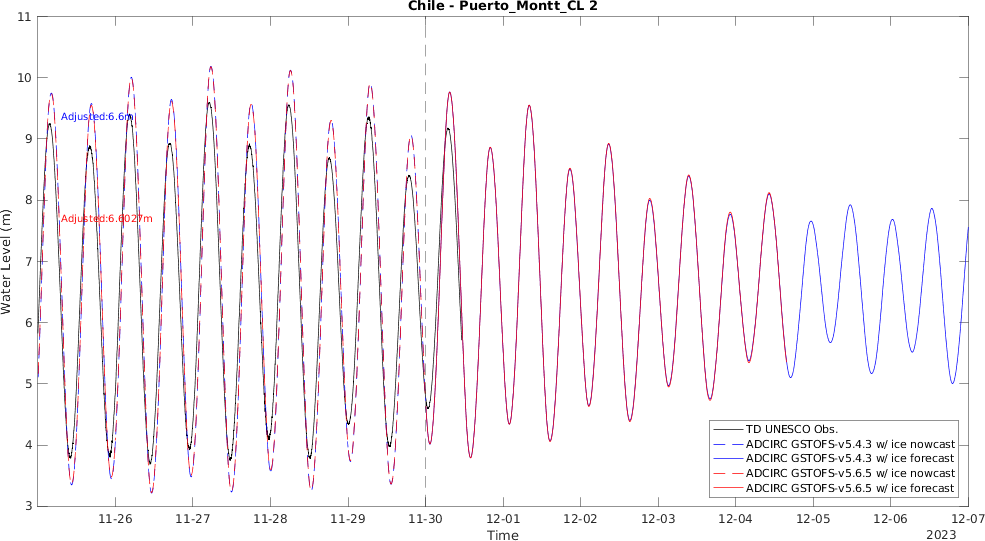 Chile - Puerto_Montt_CL 2
11
10
9
8
7
6
5
4
3
Water Level (m)
Adjusted:6.6m
Adjusted:6.6027m
TD UNESCO Obs.
ADCIRC GSTOFS-v5.4.3 w/ ice nowcast
ADCIRC GSTOFS-v5.4.3 w/ ice forecast
ADCIRC GSTOFS-v5.6.5 w/ ice nowcast
ADCIRC GSTOFS-v5.6.5 w/ ice forecast
11-26 11-27 11-28 11-29 11-30 12-01 12-02 12-03 12-04 12-05 12-06 12-07
Time
2023